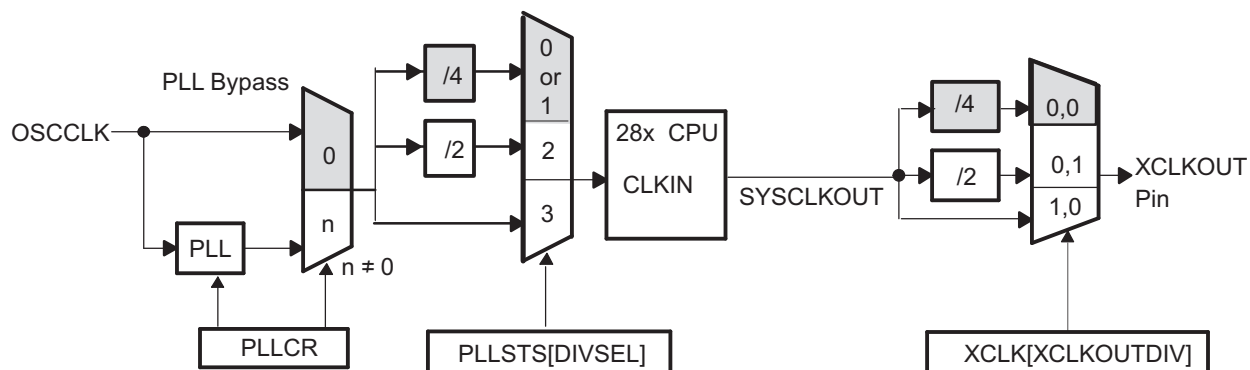 PLL Bypass
OSCCLK
0
n
PLL
n ≠ 0
PLLCR
/4
/2
0
or
1
2
3
PLLSTS[DIVSEL]
28x CPU
CLKIN
SYSCLKOUT
/4
/2
0,0
0,1
1,0
XCLKOUT
Pin
XCLK[XCLKOUTDIV]